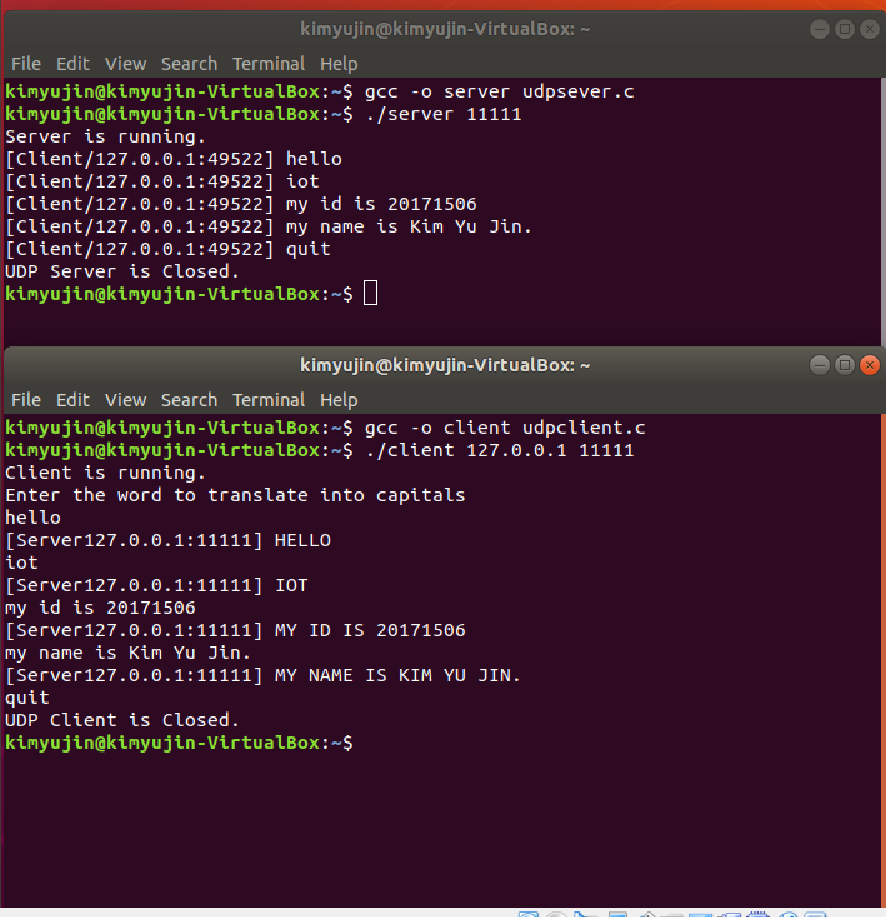 kimyujin@kimyujin-VirtualBox: ~
File Edit View Search Terminal Help
kimyujin@kimyujin-VirtualBox:~$ gcc -o server udpsever.c
kimyujin@kimyujin-VirtualBox:~$ ./server 11111
Server is running.
[Client/127.0.0.1:49522] hello
[Client/127.0.0.1:49522] iot
[Client/127.0.0.1:49522] my id is 20171506
[Client/127.0.0.1:49522] my name is Kim Yu Jin.
[Client/127.0.0.1:49522] quit
UDP Server is Closed.
kimyujin@kimyujin-VirtualBox:~$
kimyujin@kimyujin-VirtualBox: ~
File Edit View Search Terminal Help
kimyujin@kimyujin-VirtualBox:~$ gcc -o client udpclient.c
kimyujin@kimyujin-VirtualBox:~$ ./client 127.0.0.1 11111
Client is running.
Enter the word to translate into capitals
hello
[Server127.0.0.1:11111] HELLO
iot
[Server127.0.0.1:11111] IOT
my id is 20171506
[Server127.0.0.1:11111] MY ID IS 20171506
my name is Kim Yu Jin.
[Server127.0.0.1:11111] MY NAME IS KIM YU JIN.
quit
UDP Client is Closed.
kimyujin@kimyujin-VirtualBox:~$